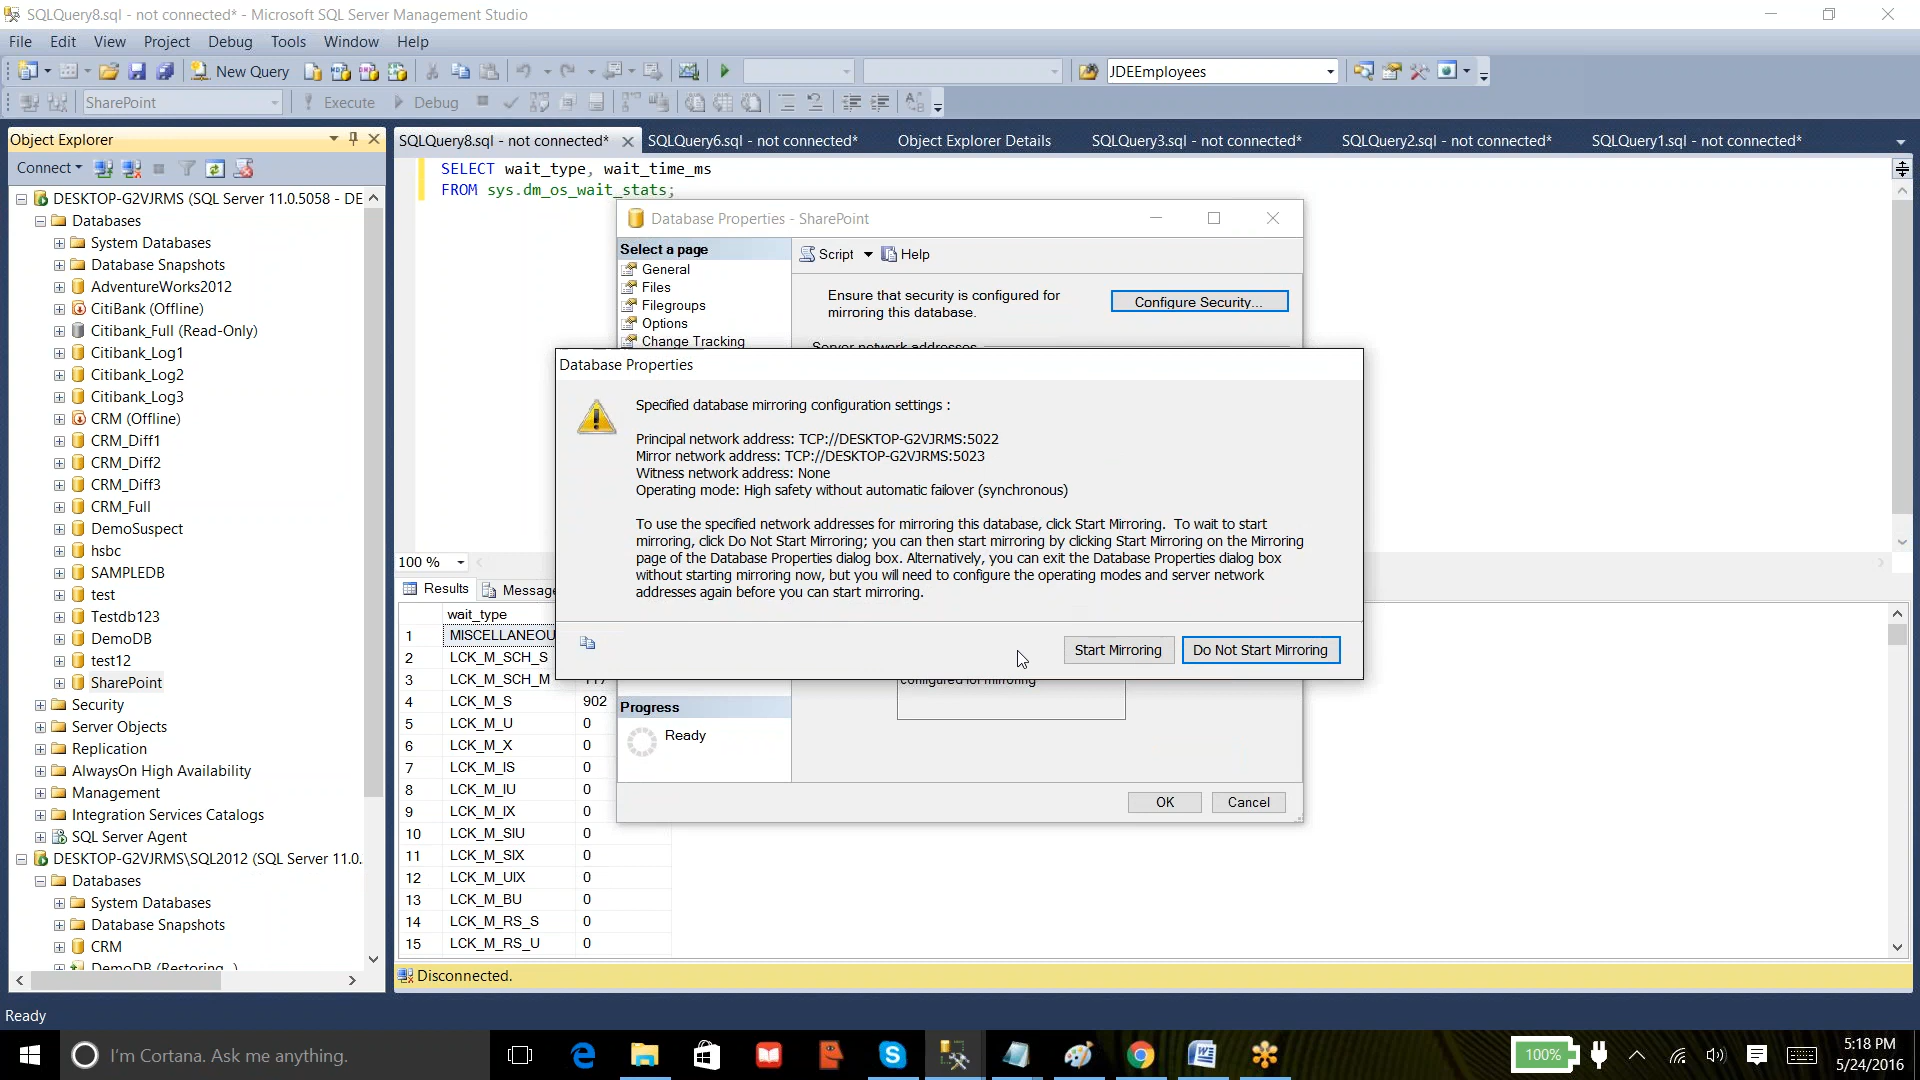 SQLQuery8.sql - not connected* - Microsoft SQL Server Management Studio
File Edit View Project Debug Tools Window Help
New Query JDEEmployees
SharePoint Execute Debug
Object Explorer
SQLQuery8.sql - not connected* SQLQuery6.sql - not connected* Object Explorer Details SQLQuery3.sql - not connected* SQLQuery2.sql - not connected* SQLQuery1.sql - not connected*
Connect
DESKTOP-G2VJRMS (SQL Server 11.0.5058 - DE
Databases
System Databases
Database Snapshots
AdventureWorks2012
CitiBank (Offline)
Citibank_Full (Read-Only)
Citibank_Log1
Citibank_Log2
Citibank_Log3
CRM (Offline)
CRM_Diff1
CRM_Diff2
CRM_Diff3
CRM_Full
DemoSuspect
hsbc
SAMPLEDB
test
Testdb123
DemoDB
test12
SharePoint
Security
Server Objects
Replication
AlwaysOn High Availability
Management
Integration Services Catalogs
SQL Server Agent
DESKTOP-G2VJRMS\SQL2012 (SQL Server 11.0.
Databases
System Databases
Database Snapshots
CRM
DemoDB (Restoring...)
SELECT wait_type, wait_time_ms
FROM sys.dm_os_wait_stats;
Database Properties - SharePoint
Select a page
General
Files
Filegroups
Options
Change Tracking
Script Help
Ensure that security is configured for
mirroring this database.
Configure Security...
Server network addresses
Database Properties
Specified database mirroring configuration settings :
Principal network address: TCP://DESKTOP-G2VJRMS:5022
Mirror network address: TCP://DESKTOP-G2VJRMS:5023
Witness network address: None
Operating mode: High safety without automatic failover (synchronous)
To use the specified network addresses for mirroring this database, click Start Mirroring. To wait to start
mirroring, click Do Not Start Mirroring; you can then start mirroring by clicking Start Mirroring on the Mirroring
page of the Database Properties dialog box. Alternatively, you can exit the Database Properties dialog box
without starting mirroring now, but you will need to configure the operating modes and server network
addresses again before you can start mirroring.
Start Mirroring Do Not Start Mirroring
configured for mirroring
Progress
Ready
OK Cancel
100 %
Results Message
wait_type
1 MISCELLANEOU
2 LCK_M_SCH_S
3 LCK_M_SCH_M 117
4 LCK_M_S 902
5 LCK_M_U 0
6 LCK_M_X 0
7 LCK_M_IS 0
8 LCK_M_IU 0
9 LCK_M_IX 0
10 LCK_M_SIU 0
11 LCK_M_SIX 0
12 LCK_M_UIX 0
13 LCK_M_BU 0
14 LCK_M_RS_S 0
15 LCK_M_RS_U 0
Disconnected.
Ready
I'm Cortana. Ask me anything.
100%
5:18 PM
5/24/2016